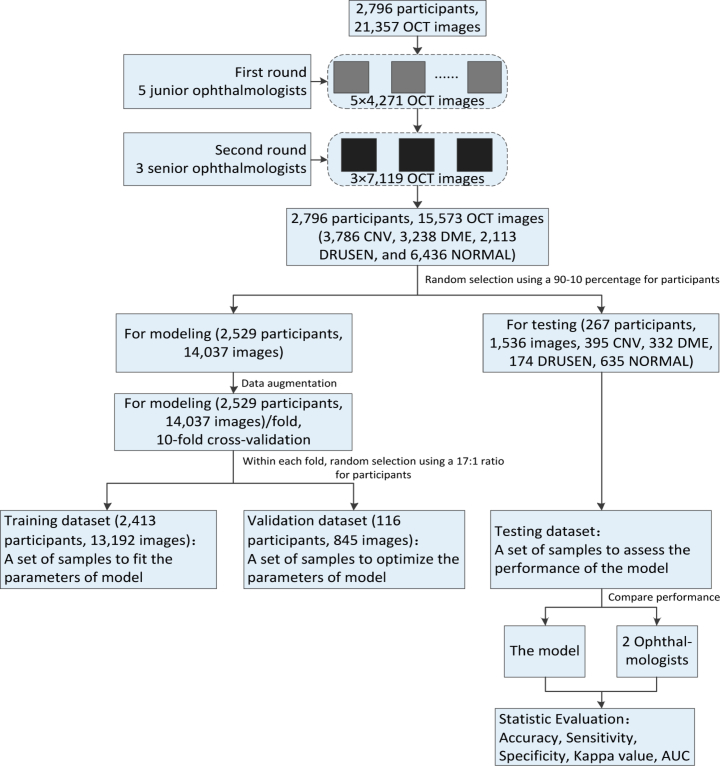 2,796 participants,
21,357 OCT images
First round
5 junior ophthalmologists
......
5×4,271 OCT images
Second round
3 senior ophthalmologists
3×7,119 OCT images
2,796 participants, 15,573 OCT images
(3,786 CNV, 3,238 DME, 2,113
DRUSEN, and 6,436 NORMAL)
Random selection using a 90-10 percentage for participants
For modeling (2,529 participants,
14,037 images)
For testing (267 participants,
1,536 images, 395 CNV, 332 DME,
174 DRUSEN, 635 NORMAL)
Data augmentation
For modeling (2,529 participants,
14,037 images)/fold,
10-fold cross-validation
Within each fold, random selection using a 17:1 ratio
for participants
Training dataset (2,413
participants, 13,192 images):
A set of samples to fit the
parameters of model
Validation dataset (116
participants, 845 images):
A set of samples to optimize the
parameters of model
Testing dataset:
A set of samples to assess the
performance of the model
Compare performance
The model
2 Ophthal-
mologists
Statistic Evaluation:
Accuracy, Sensitivity,
Specificity, Kappa value, AUC